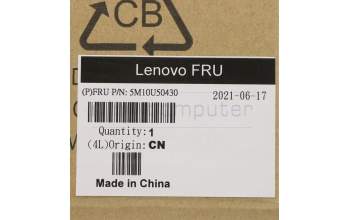 CB
Lenovo FRU
(P)FRU P/N: 5M10U50430
2021-06-17
Quantity: 1
(4L)Origin: CN
Made in China